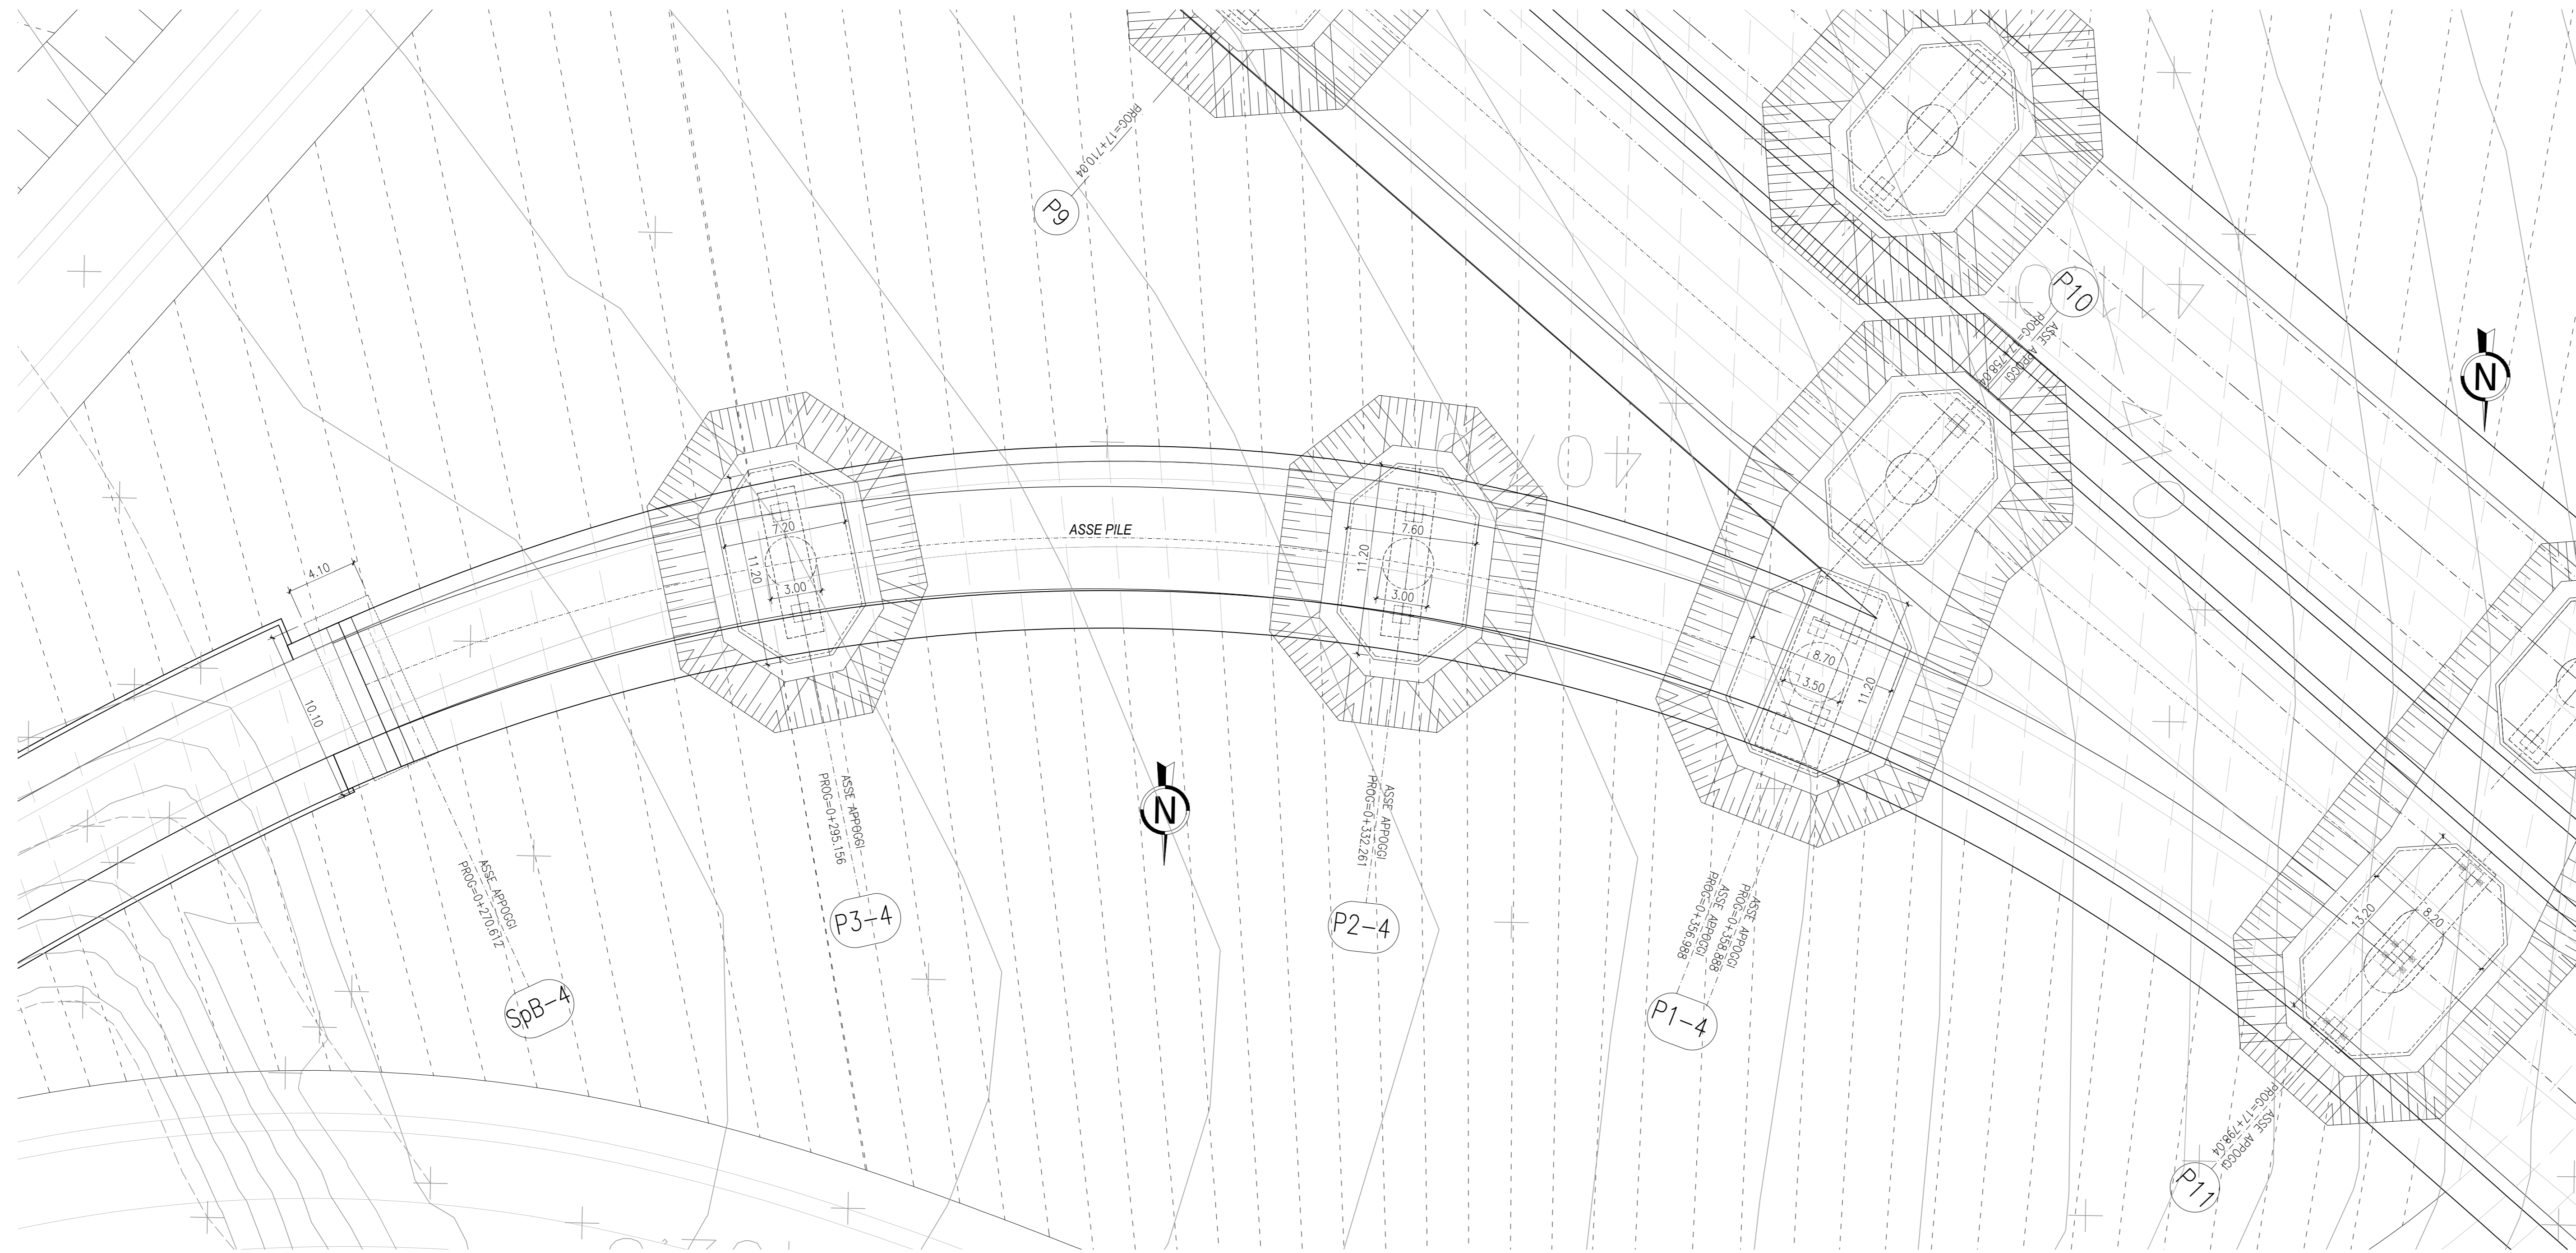 PROG=17+710.04
P9
P10
ASSE APPOGGI
PROG=17+758.04
N
ASSE PILE
7.20
11.20
3.00
7.60
11.20
3.00
4.10
10.10
8.70
3.50
11.20
N
ASSE APPOGGI
PROG=0+270.612
SpB-4
ASSE APPOGGI
PROG=0+295.156
P3-4
ASSE APPOGGI
PROG=0+332.261
P2-4
ASSE APPOGGI
PROG=0+358.888
ASSE APPOGGI
PROG=0+356.988
P1-4
13.20
8.20
ASSE APPOGGI
PROG=17+798.04
P11